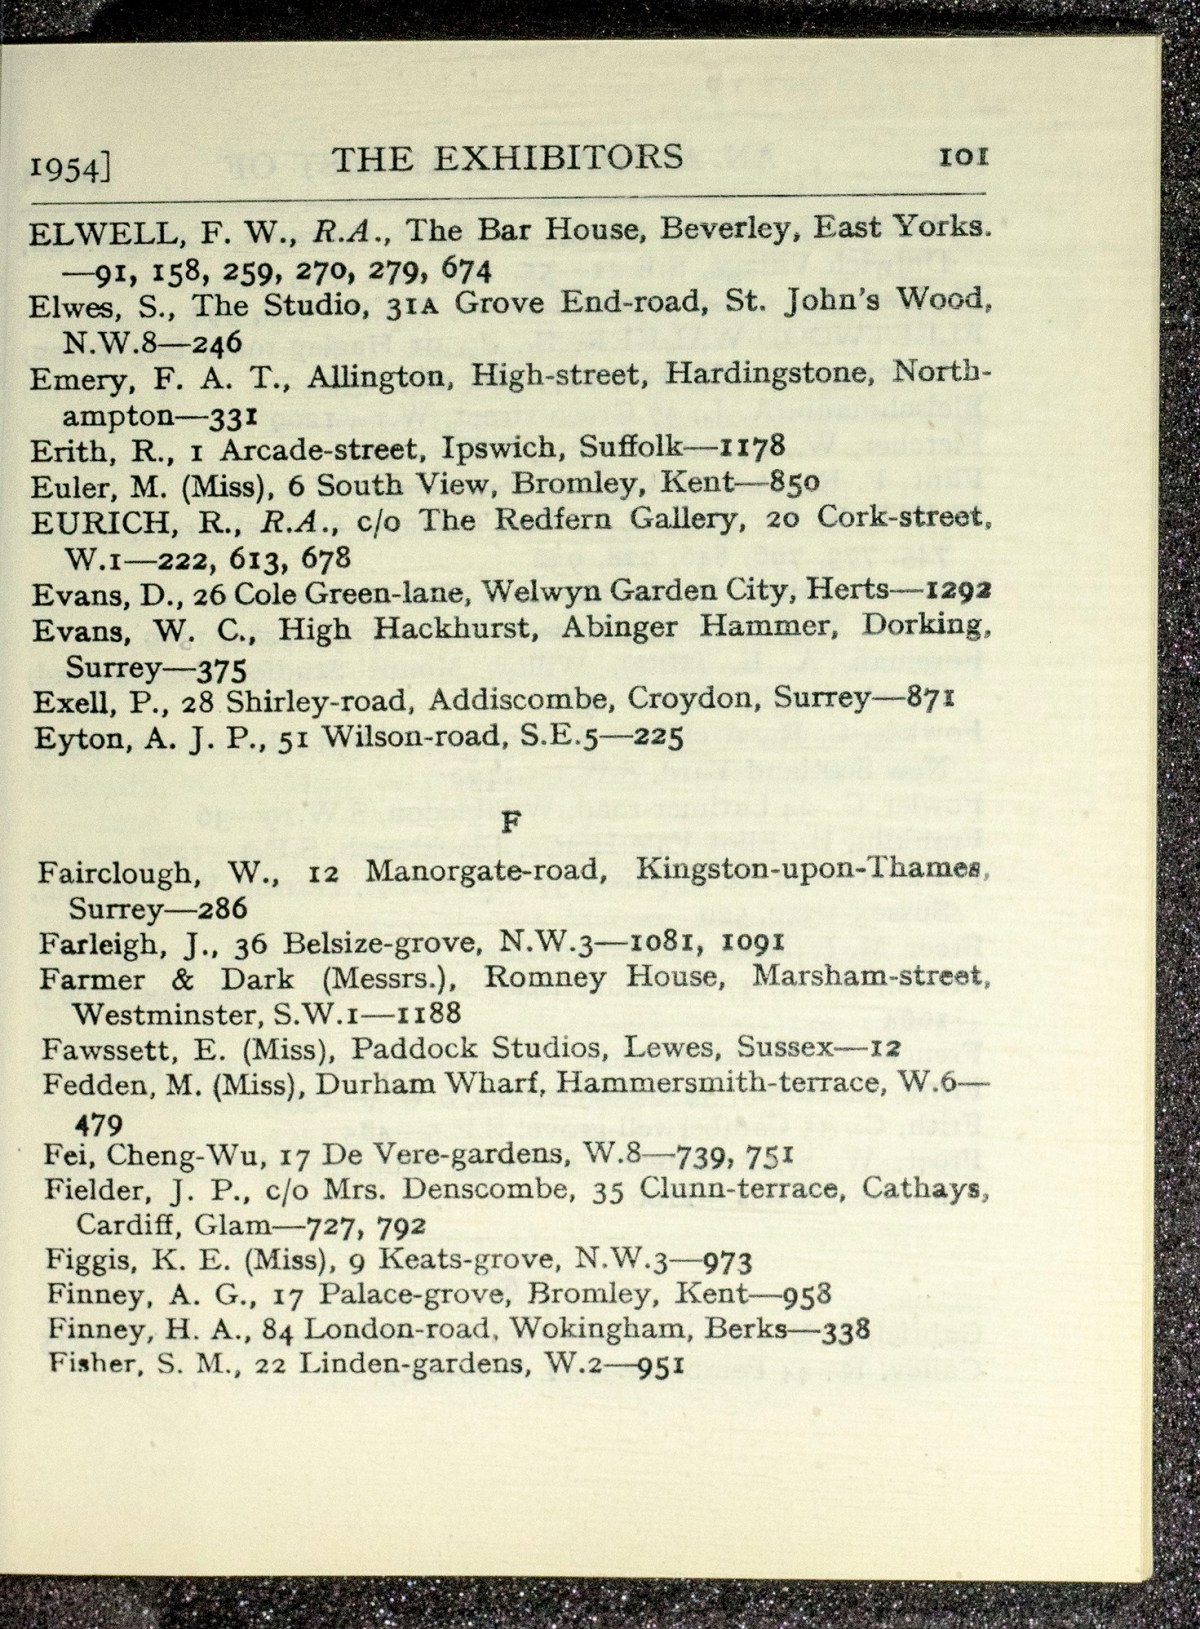 1954] THE EXHIBITORS 101
ELWELL, F. W., R.A., The Bar House, Beverley, East Yorks.
—91, 158, 259, 270, 279, 674
Elwes, S., The Studio, 31A Grove End-road, St. John's Wood,
N.W.8—246
Emery, F. A. T., Allington, High-street, Hardingstone, North-
ampton—331
Erith, R., 1 Arcade-street, Ipswich, Suffolk—1178
Euler, M. (Miss), 6 South View, Bromley, Kent—850
EURICH, R., R.A., c/o The Redfern Gallery, 20 Cork-street,
W.1—222, 613, 678
Evans, D., 26 Cole Green-lane, Welwyn Garden City, Herts—1292
Evans, W. C., High Hackhurst, Abinger Hammer, Dorking,
Surrey—375
Exell, P., 28 Shirley-road, Addiscombe, Croydon, Surrey—871
Eyton, A. J. P., 51 Wilson-road, S.E.5—225
F
Fairclough, W., 12 Manorgate-road, Kingston-upon-Thames,
Surrey—286
Farleigh, J., 36 Belsize-grove, N.W.3—1081, 1091
Farmer & Dark (Messrs.), Romney House, Marsham-street,
Westminster, S.W.1—1188
Fawssett, E. (Miss), Paddock Studios, Lewes, Sussex—12
Fedden, M. (Miss), Durham Wharf, Hammersmith-terrace, W.6—
479
Fei, Cheng-Wu, 17 De Vere-gardens, W.8—739, 751
Fielder, J. P., c/o Mrs. Denscombe, 35 Clunn-terrace, Cathays,
Cardiff, Glam—727, 792
Figgis, K. E. (Miss), 9 Keats-grove, N.W.3—973
Finney, A. G., 17 Palace-grove, Bromley, Kent—958
Finney, H. A., 84 London-road, Wokingham, Berks—338
Fisher, S. M., 22 Linden-gardens, W.2—951